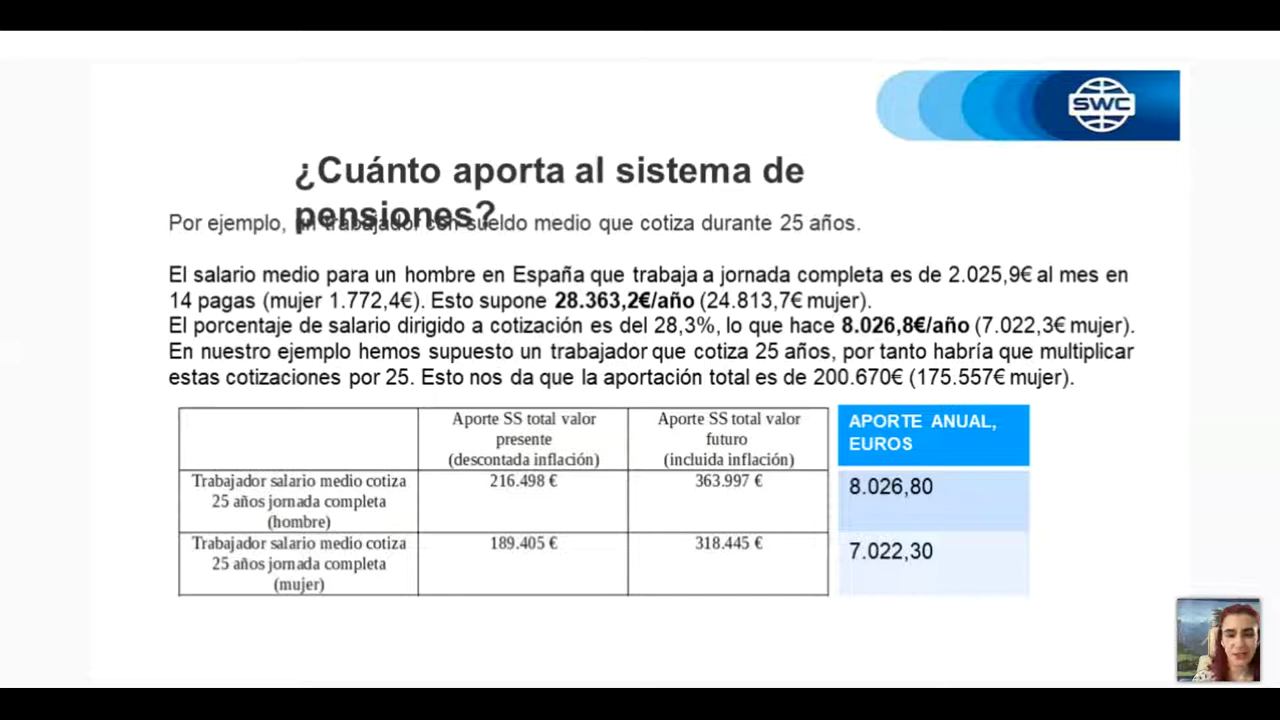 SWC
¿Cuánto aporta al sistema de
pensiones?
Por ejemplo, un trabajador con sueldo medio que cotiza durante 25 años.
El salario medio para un hombre en España que trabaja a jornada completa es de 2.025,9€ al mes en
14 pagas (mujer 1.772,4€). Esto supone 28.363,2€/año (24.813,7€ mujer).
El porcentaje de salario dirigido a cotización es del 28,3%, lo que hace 8.026,8€/año (7.022,3€ mujer).
En nuestro ejemplo hemos supuesto un trabajador que cotiza 25 años, por tanto habría que multiplicar
estas cotizaciones por 25. Esto nos da que la aportación total es de 200.670€ (175.557€ mujer).
Aporte SS total valor
presente
(descontada inflación)
Aporte SS total valor
futuro
(incluida inflación)
APORTE ANUAL,
EUROS
Trabajador salario medio cotiza
25 años jornada completa
(hombre)
216.498 €
363.997 €
8.026,80
Trabajador salario medio cotiza
25 años jornada completa
(mujer)
189.405 €
318.445 €
7.022,30